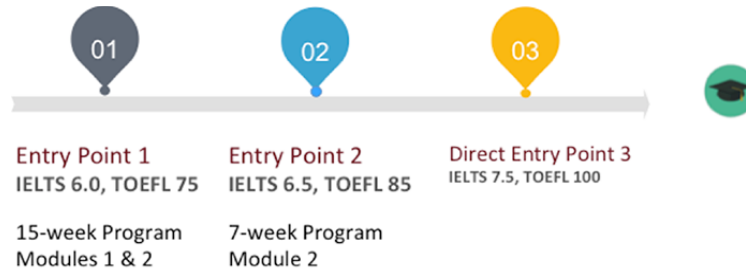 01
02
03
Entry Point 1
IELTS 6.0, TOEFL 75
15-week Program
Modules 1 & 2
Entry Point 2
IELTS 6.5, TOEFL 85
7-week Program
Module 2
Direct Entry Point 3
IELTS 7.5, TOEFL 100